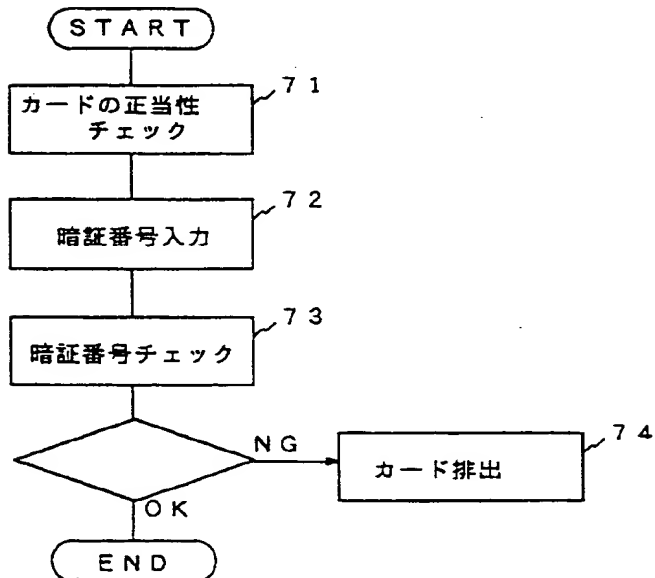 START
カードの正当性
チェック
71
暗証番号入力
72
暗証番号チェック
73
NG
カード排出
74
OK
END